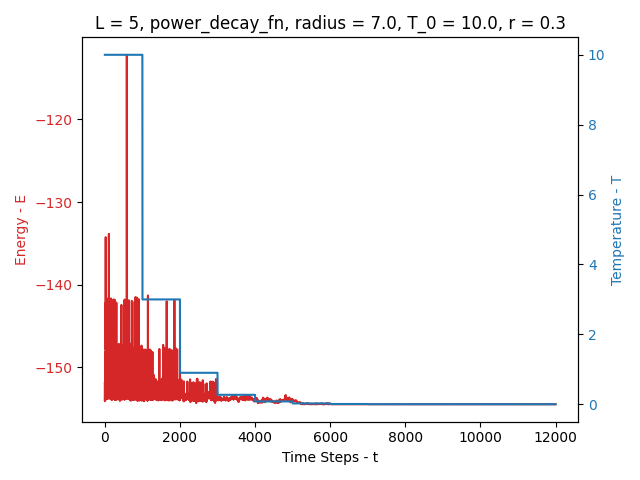 L = 5, power_decay_fn, radius = 7.0, T_0 = 10.0, r = 0.3
Energy - E
−120
−130
−140
−150
10
8
6
4
2
0
Temperature - T
0 2000 4000 6000 8000 10000 12000
Time Steps - t